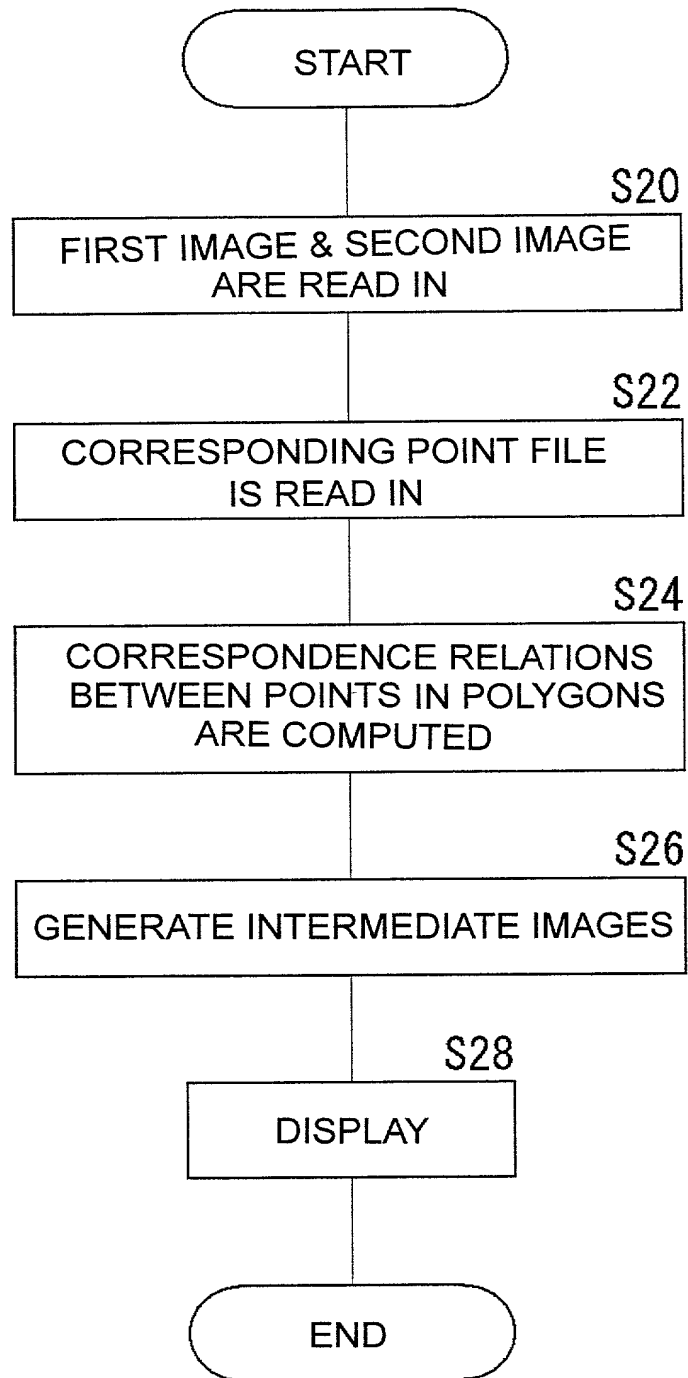 START
S20
FIRST IMAGE & SECOND IMAGE
ARE READ IN
S22
CORRESPONDING POINT FILE
IS READ IN
S24
CORRESPONDENCE RELATIONS
BETWEEN POINTS IN POLYGONS
ARE COMPUTED
S26
GENERATE INTERMEDIATE IMAGES
S28
DISPLAY
END